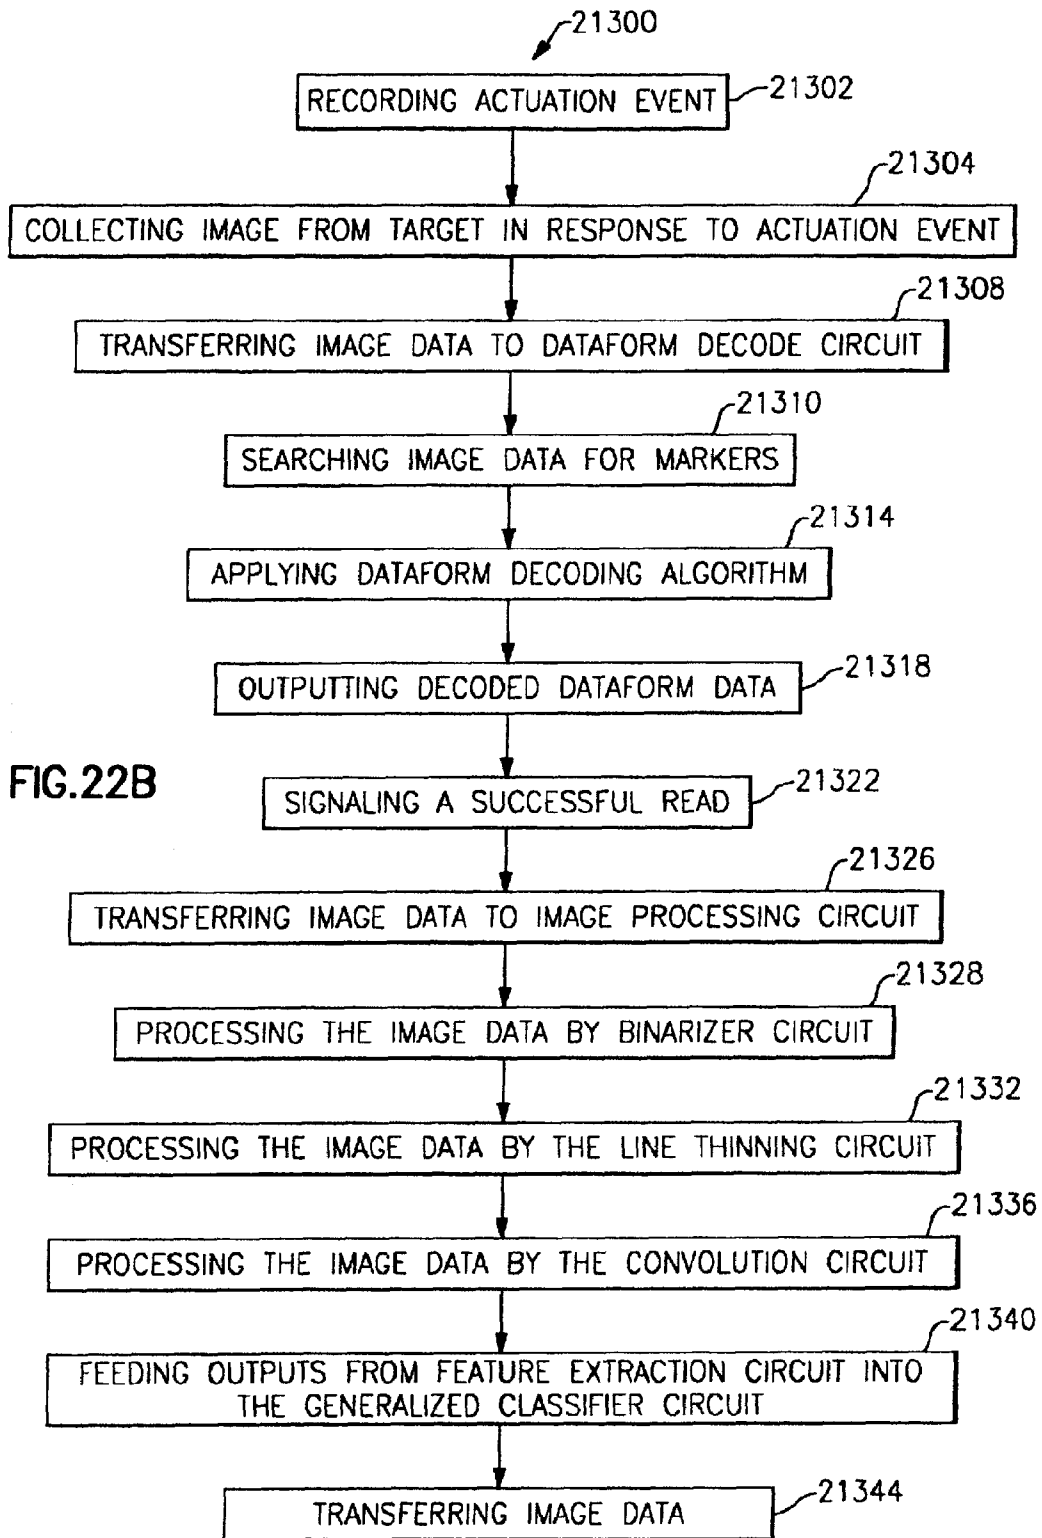 21300
RECORDING ACTUATION EVENT
21302
21304
COLLECTING IMAGE FROM TARGET IN RESPONSE TO ACTUATION EVENT
21308
TRANSFERRING IMAGE DATA TO DATAFORM DECODE CIRCUIT
21310
SEARCHING IMAGE DATA FOR MARKERS
21314
APPLYING DATAFORM DECODING ALGORITHM
21318
OUTPUTTING DECODED DATAFORM DATA
FIG.22B
21322
SIGNALING A SUCCESSFUL READ
21326
TRANSFERRING IMAGE DATA TO IMAGE PROCESSING CIRCUIT
21328
PROCESSING THE IMAGE DATA BY BINARIZER CIRCUIT
21332
PROCESSING THE IMAGE DATA BY THE LINE THINNING CIRCUIT
21336
PROCESSING THE IMAGE DATA BY THE CONVOLUTION CIRCUIT
21340
FEEDING OUTPUTS FROM FEATURE EXTRACTION CIRCUIT INTO
THE GENERALIZED CLASSIFIER CIRCUIT
21344
TRANSFERRING IMAGE DATA